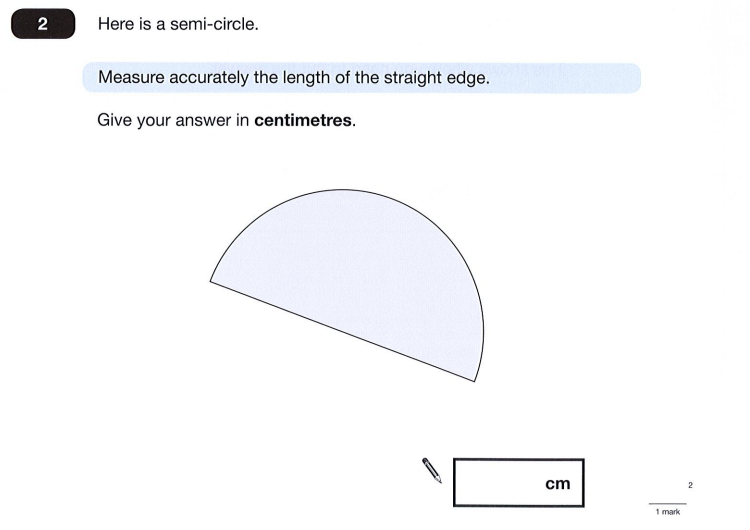 2 Here is a semi-circle.
Measure accurately the length of the straight edge.
Give your answer in centimetres.
cm
2
1 mark